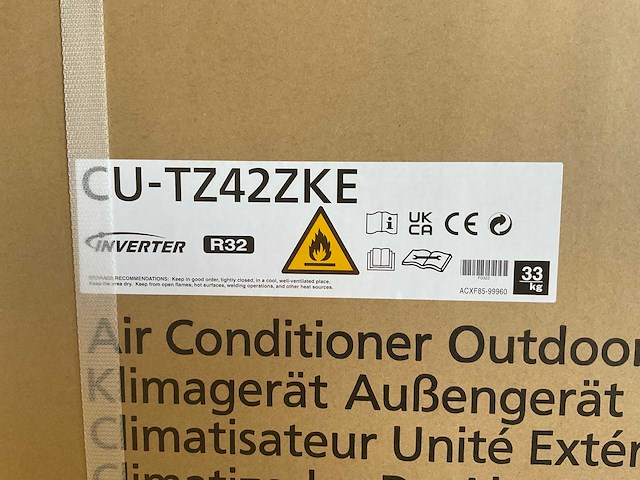 CU-TZ42ZKE
INVERTER R32
UK CA CE
STORAGE RECOMMENDATIONS: Keep in good order, tightly closed, in a cool, well-ventilated place.
Keep the area dry. Keep from open flames, hot surfaces, welding operations, and other heat sources.
ACXF85-99960
33 kg
Air Conditioner Outdoor
Klimagerät Außengerät
Climatisateur Unité Extér